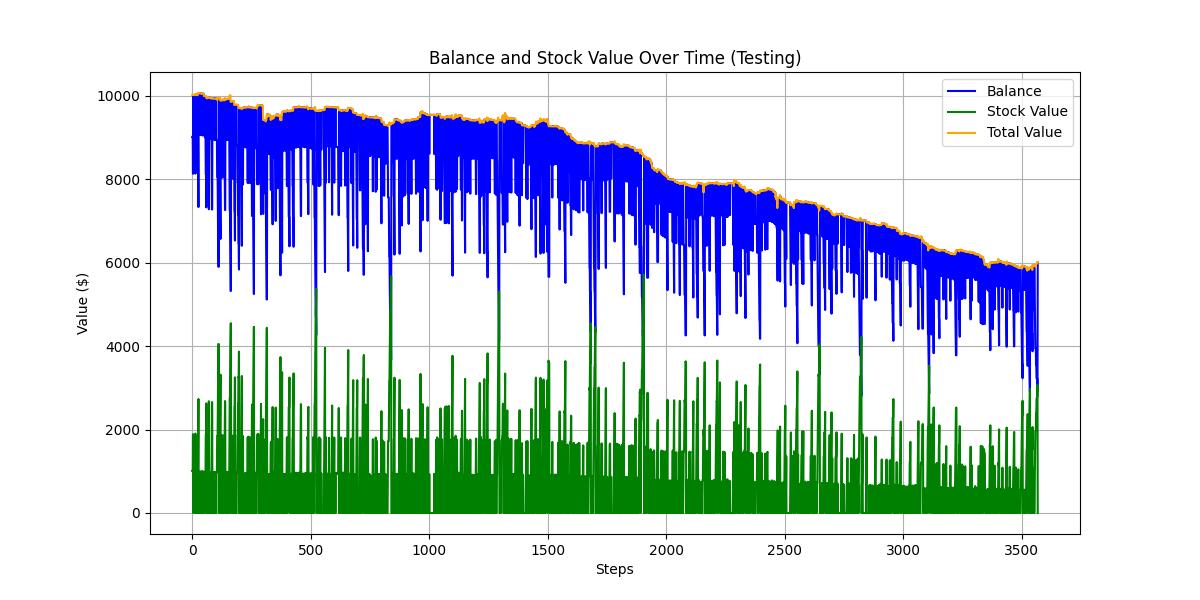 Balance and Stock Value Over Time (Testing)
Balance
Stock Value
Total Value
Value ($)
10000
8000
6000
4000
2000
0
0 500 1000 1500 2000 2500 3000 3500
Steps